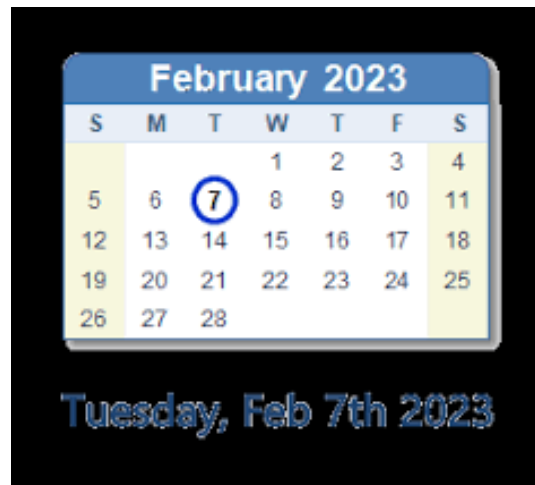 February 2023
S M T W T F S
1 2 3 4
5 6 7 8 9 10 11
12 13 14 15 16 17 18
19 20 21 22 23 24 25
26 27 28
Tuesday, Feb 7th 2023